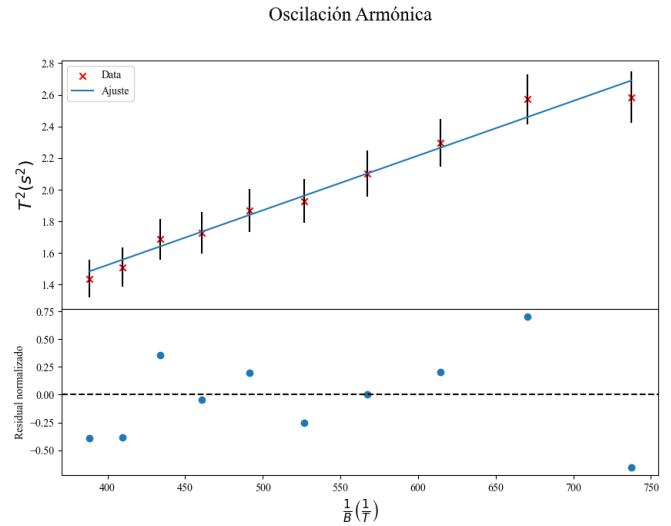 Oscilación Armónica
2.8
2.6
2.4
2.2
2.0
1.8
1.6
1.4
T²(s²)
Data
Ajuste
0.75
0.50
0.25
0.00
−0.25
−0.50
Residual normalizado
400 450 500 550 600 650 700 750
1/B (1/T)